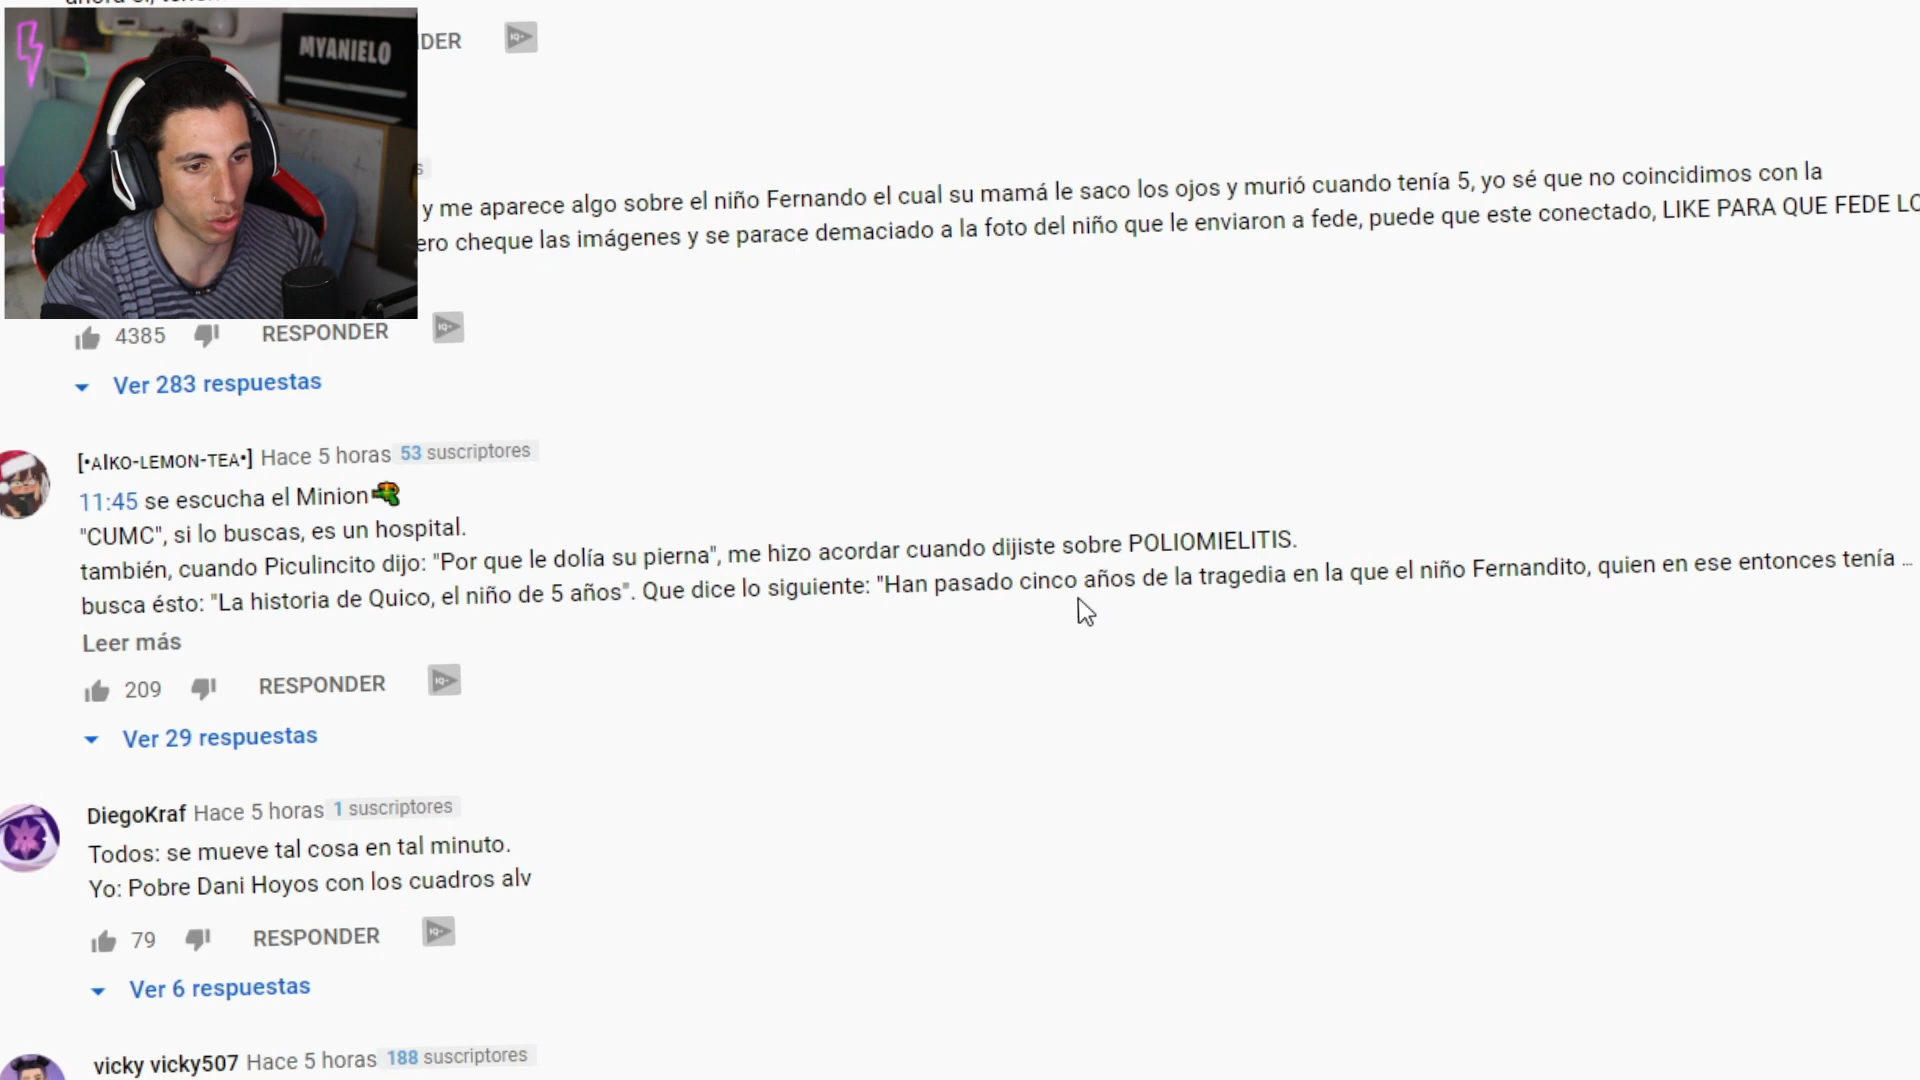 MYANIELO
DER
s
y me aparece algo sobre el niño Fernando el cual su mamá le saco los ojos y murió cuando tenía 5, yo sé que no coincidimos con la
ero cheque las imágenes y se parace demaciado a la foto del niño que le enviaron a fede, puede que este conectado, LIKE PARA QUE FEDE LO
4385 RESPONDER
Ver 283 respuestas
[•ᴀIᴋᴏ-ʟᴇᴍᴏɴ-ᴛᴇᴀ•] Hace 5 horas 53 suscriptores
11:45 se escucha el Minion
"CUMC", si lo buscas, es un hospital.
también, cuando Piculincito dijo: "Por que le dolía su pierna", me hizo acordar cuando dijiste sobre POLIOMIELITIS.
busca ésto: "La historia de Quico, el niño de 5 años". Que dice lo siguiente: "Han pasado cinco años de la tragedia en la que el niño Fernandito, quien en ese entonces tenía ...
Leer más
209 RESPONDER
Ver 29 respuestas
DiegoKraf Hace 5 horas 1 suscriptores
Todos: se mueve tal cosa en tal minuto.
Yo: Pobre Dani Hoyos con los cuadros alv
79 RESPONDER
Ver 6 respuestas
vicky vicky507 Hace 5 horas 188 suscriptores